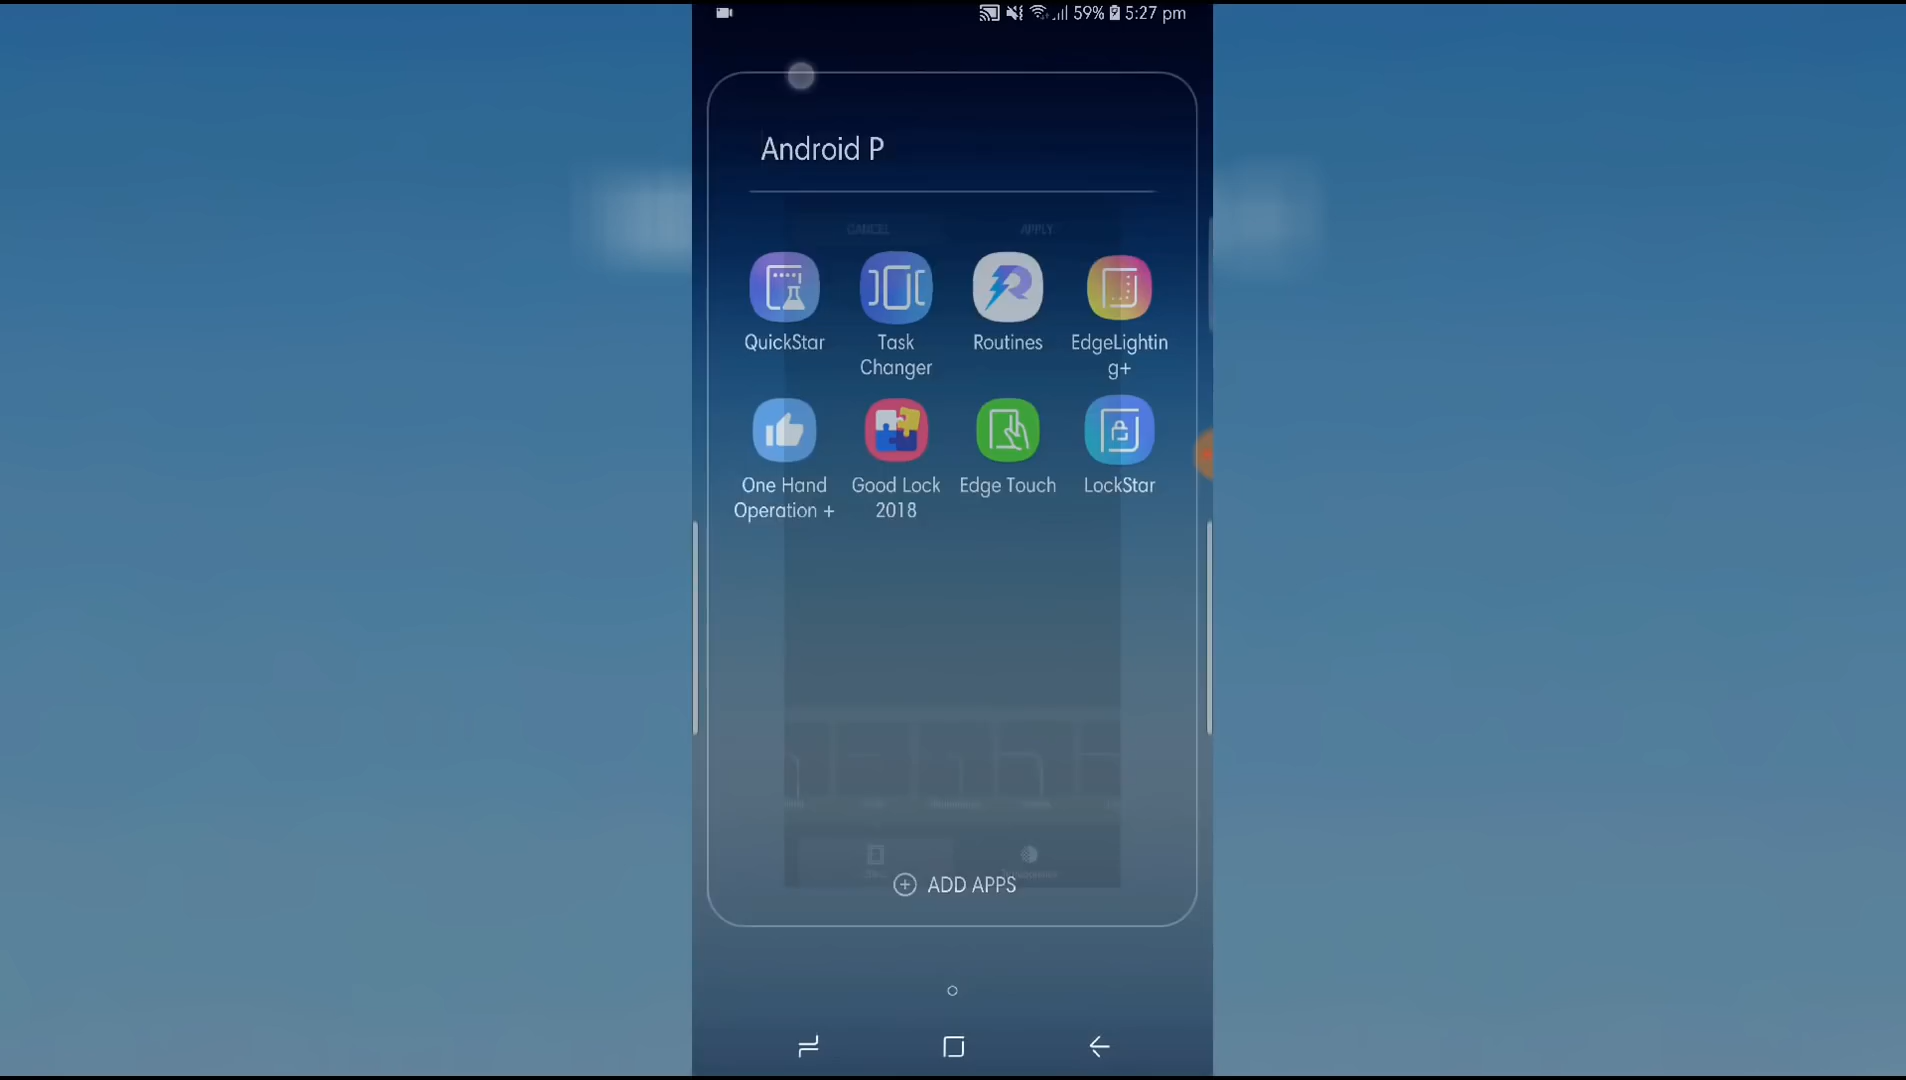 59% 5:27 pm
Android P
CANCEL APPLY
QuickStar Task Changer Routines EdgeLightin g+
One Hand Operation + Good Lock 2018 Edge Touch LockStar
ADD APPS